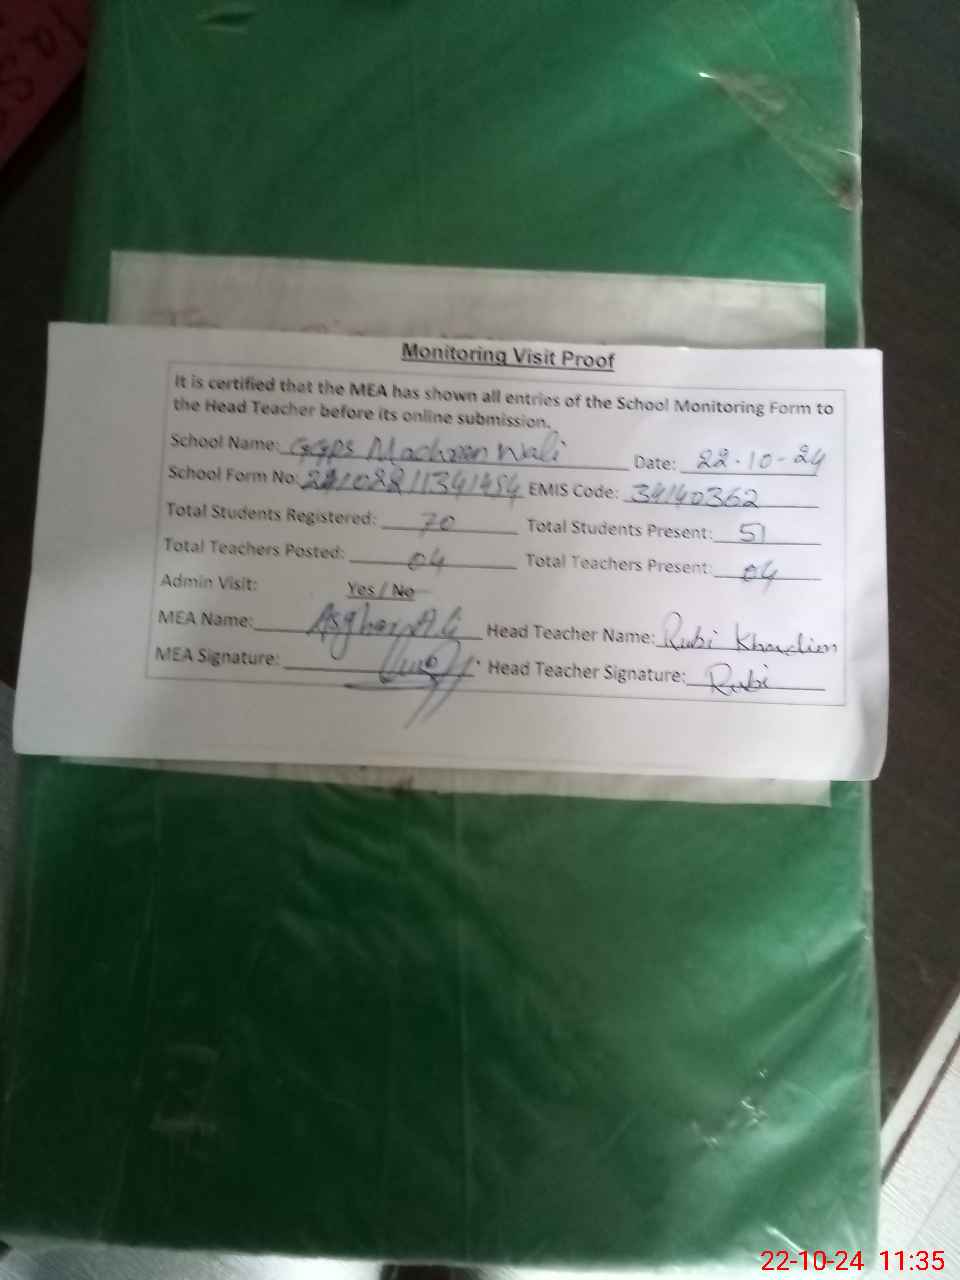 Monitoring Visit Proof
It is certified that the MEA has shown all entries of the School Monitoring Form to
the Head Teacher before its online submission.
School Name: GGPS Machran Wali Date: 22-10-24
School Form No: EMIS Code: 34140362
Total Students Registered: 70 Total Students Present: 51
Total Teachers Posted: 04 Total Teachers Present: 04
Admin Visit: Yes / No
MEA Name: Asghar Head Teacher Name: Rubi
MEA Signature: Head Teacher Signature: Rubi
22-10-24 11:35